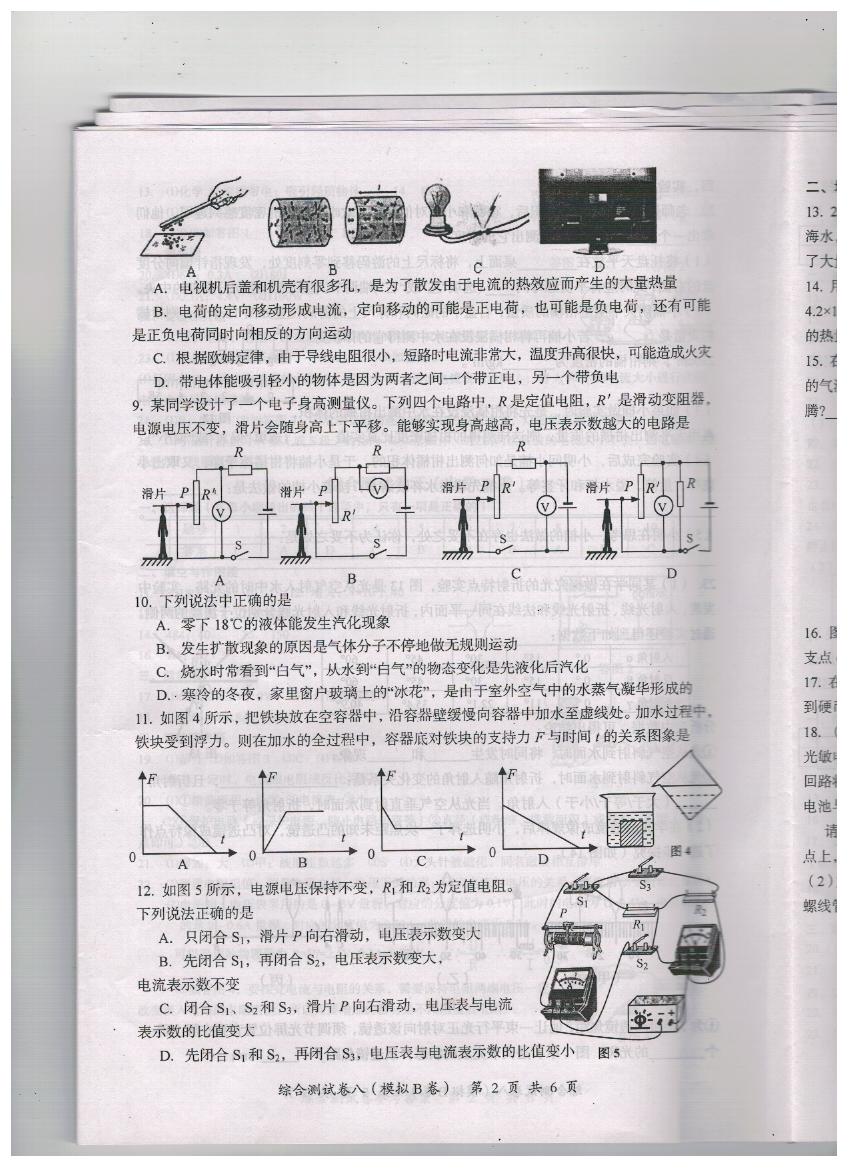 A
B
C
D
A．电视机后盖和机壳有很多孔，是为了散发由于电流的热效应而产生的大量热量
B．电荷的定向移动形成电流，定向移动的可能是正电荷，也可能是负电荷，还有可能
是正负电荷同时向相反的方向运动
C．根据欧姆定律，由于导线电阻很小，短路时电流非常大，温度升高很快，可能造成火灾
D．带电体能吸引轻小的物体是因为两者之间一个带正电，另一个带负电
9. 某同学设计了一个电子身高测量仪。下列四个电路中，R 是定值电阻，R′ 是滑动变阻器，
电源电压不变，滑片会随身高上下平移。能够实现身高越高，电压表示数越大的电路是
R
滑片 P R′ V S
A
R
滑片 P V R′ S
B
R
滑片 P R′ V S
C
滑片 P R′ V R S
D
10. 下列说法中正确的是
A．零下 18℃的液体能发生汽化现象
B．发生扩散现象的原因是气体分子不停地做无规则运动
C．烧水时常看到“白气”，从水到“白气”的物态变化是先液化后汽化
D．寒冷的冬夜，家里窗户玻璃上的“冰花”，是由于室外空气中的水蒸气凝华形成的
11. 如图 4 所示，把铁块放在空容器中，沿容器壁缓慢向容器中加水至虚线处。加水过程中，
铁块受到浮力。则在加水的全过程中，容器底对铁块的支持力 F 与时间 t 的关系图象是
F
0
t
A
F
0
t
B
F
0
t
C
F
0
t
D
图 4
12. 如图 5 所示，电源电压保持不变，R1 和 R2 为定值电阻。
下列说法正确的是
A．只闭合 S1，滑片 P 向右滑动，电压表示数变大
B．先闭合 S1，再闭合 S2，电压表示数变大，
电流表示数不变
C．闭合 S1、S2 和 S3，滑片 P 向右滑动，电压表与电流
表示数的比值变大
D．先闭合 S1 和 S2，再闭合 S3，电压表与电流表示数的比值变小
S1
S3
P
R1
R2
S2
图 5
综合测试卷八（模拟 B 卷） 第 2 页 共 6 页
二、
13. 2
海水
了大
14.
4.2×1
的热
15. 在
的气
腾?
16. 图
支点
17. 在
到硬
18.（
光敏
回路
电池
请
点上，
（2）
螺线管